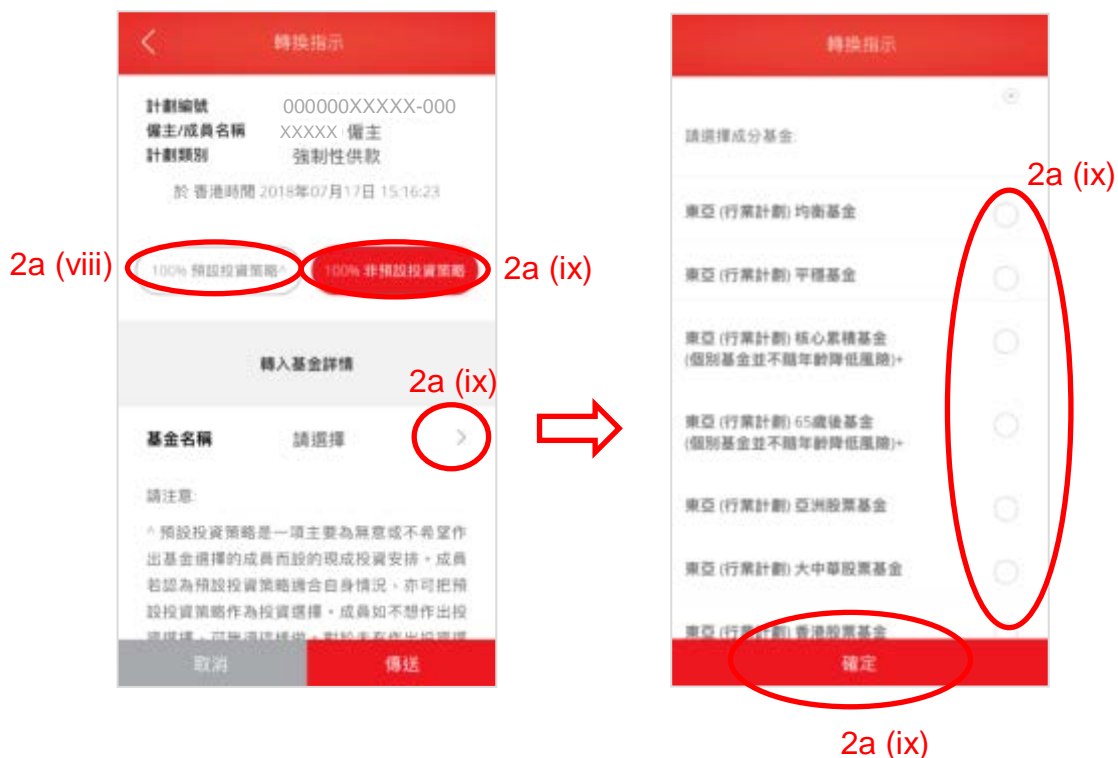 轉換指示
計劃編號 000000XXXXX-000
僱主/成員名稱 XXXXX 僱主
計劃類別 強制性供款
於 香港時間 2018年07月17日 15:16:23
2a (viii)
100% 預設投資策略^
100% 非預設投資策略
2a (ix)
轉入基金詳情
2a (ix)
基金名稱 請選擇
請注意:
^ 預設投資策略是一項主要為無意或不希望作
出基金選擇的成員而設的現成投資安排。成員
若認為預設投資策略適合自身情況、亦可把預
設投資策略作為投資選擇。成員如不想作出投
取消
傳送
轉換指示
請選擇成分基金:
2a (ix)
東亞 (行業計劃) 均衡基金
東亞 (行業計劃) 平穩基金
東亞 (行業計劃) 核心累積基金
(個別基金並不隨年齡降低風險)+
東亞 (行業計劃) 65歲後基金
(個別基金並不隨年齡降低風險)+
東亞 (行業計劃) 亞洲股票基金
東亞 (行業計劃) 大中華股票基金
東亞 (行業計劃) 香港股票基金
確定
2a (ix)